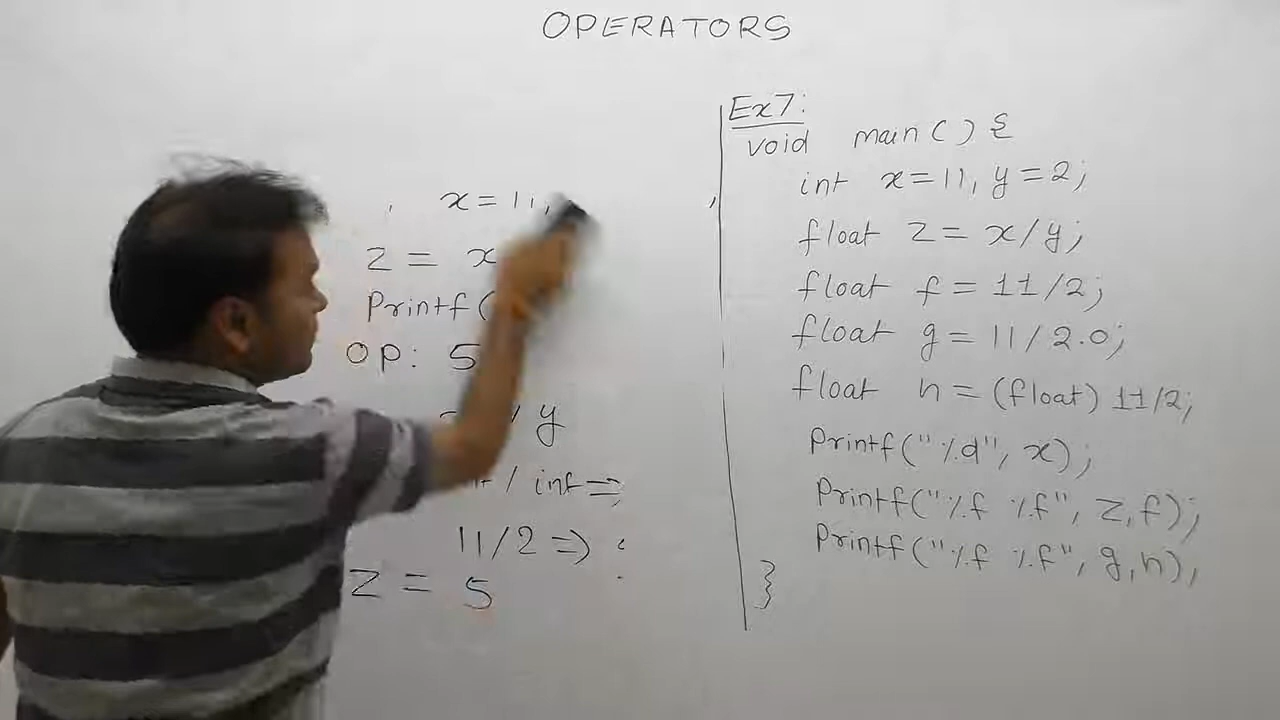 OPERATORS
x = 11,
z = x
Printf(
OP: 5
y
/ int =>
11/2 =>
z = 5
Ex7:
void main() {
int x=11, y=2;
float z = x/y;
float f = 11/2;
float g = 11/2.0;
float h = (float) 11/2;
Printf("%d", x);
Printf("%f %f", z,f);
Printf("%f %f", g,h);
}